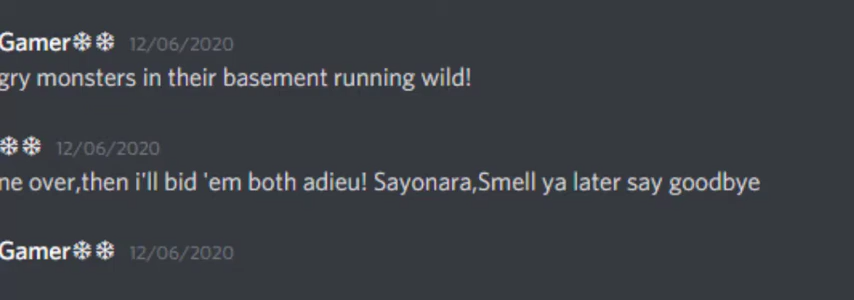 Gamer❄❄ 12/06/2020
gry monsters in their basement running wild!
❄❄ 12/06/2020
ne over,then i'll bid 'em both adieu! Sayonara,Smell ya later say goodbye
Gamer❄❄ 12/06/2020